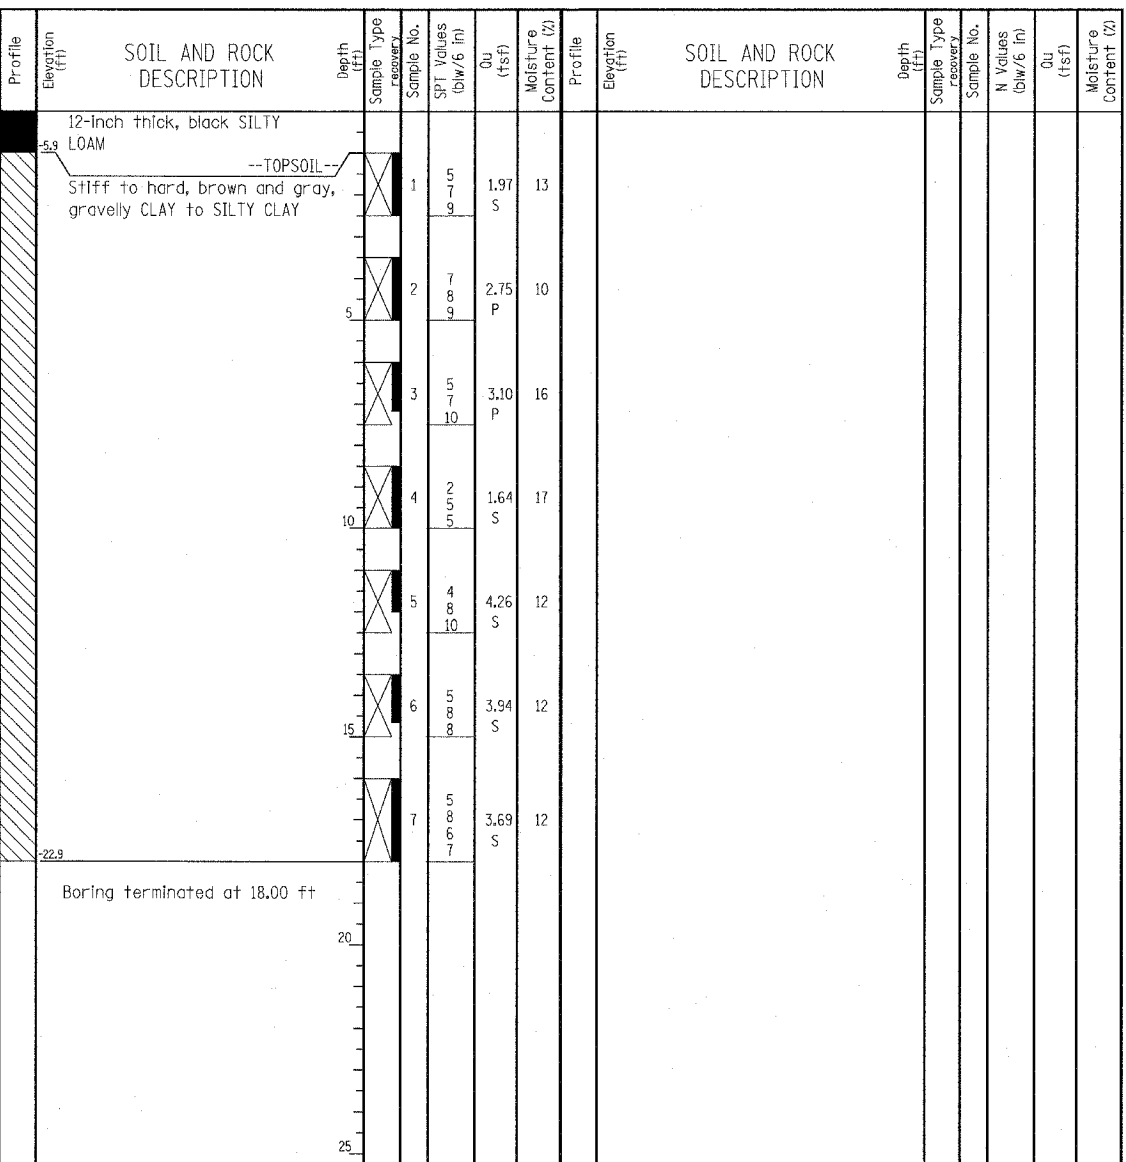 Profile
Elevation
(ft)
SOIL AND ROCK
DESCRIPTION
Depth
(ft)
Sample Type
recovery
Sample No.
SPT Values
(blw/6 in)
Qu
(tsf)
Moisture
Content (%)
Profile
Elevation
(ft)
SOIL AND ROCK
DESCRIPTION
Depth
(ft)
Sample Type
recovery
Sample No.
N Values
(blw/6 in)
Qu
(tsf)
Moisture
Content (%)
12-inch thick, black SILTY
-5.9 LOAM
--TOPSOIL--
Stiff to hard, brown and gray,
gravelly CLAY to SILTY CLAY
1
5
7
9
1.97
S
13
2
7
8
9
2.75
P
10
5
3
5
7
10
3.10
P
16
4
2
5
5
1.64
S
17
10
5
4
8
10
4.26
S
12
6
5
8
8
3.94
S
12
15
7
5
8
6
7
3.69
S
12
-22.9
Boring terminated at 18.00 ft
20
25